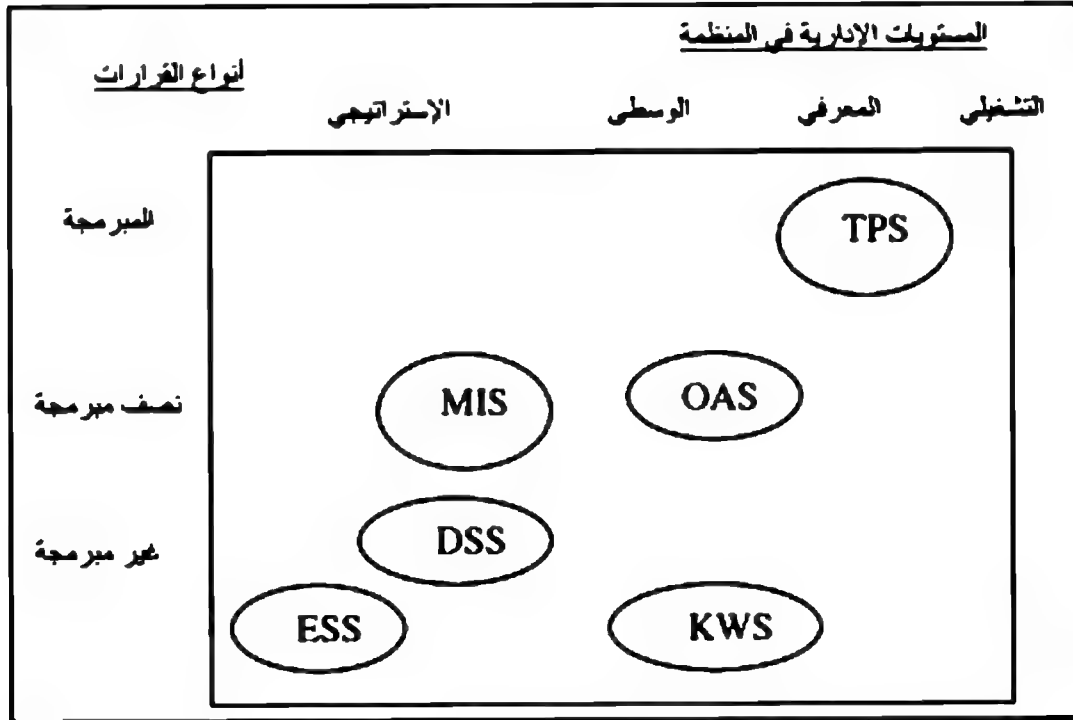 المستويات الإدارية في المنظمة
أنواع القرارات
التشغيلي المعرفي الوسطى الإستراتيجي
المبرمجة
TPS
نصف مبرمجة
OAS
MIS
غير مبرمجة
DSS
KWS
ESS